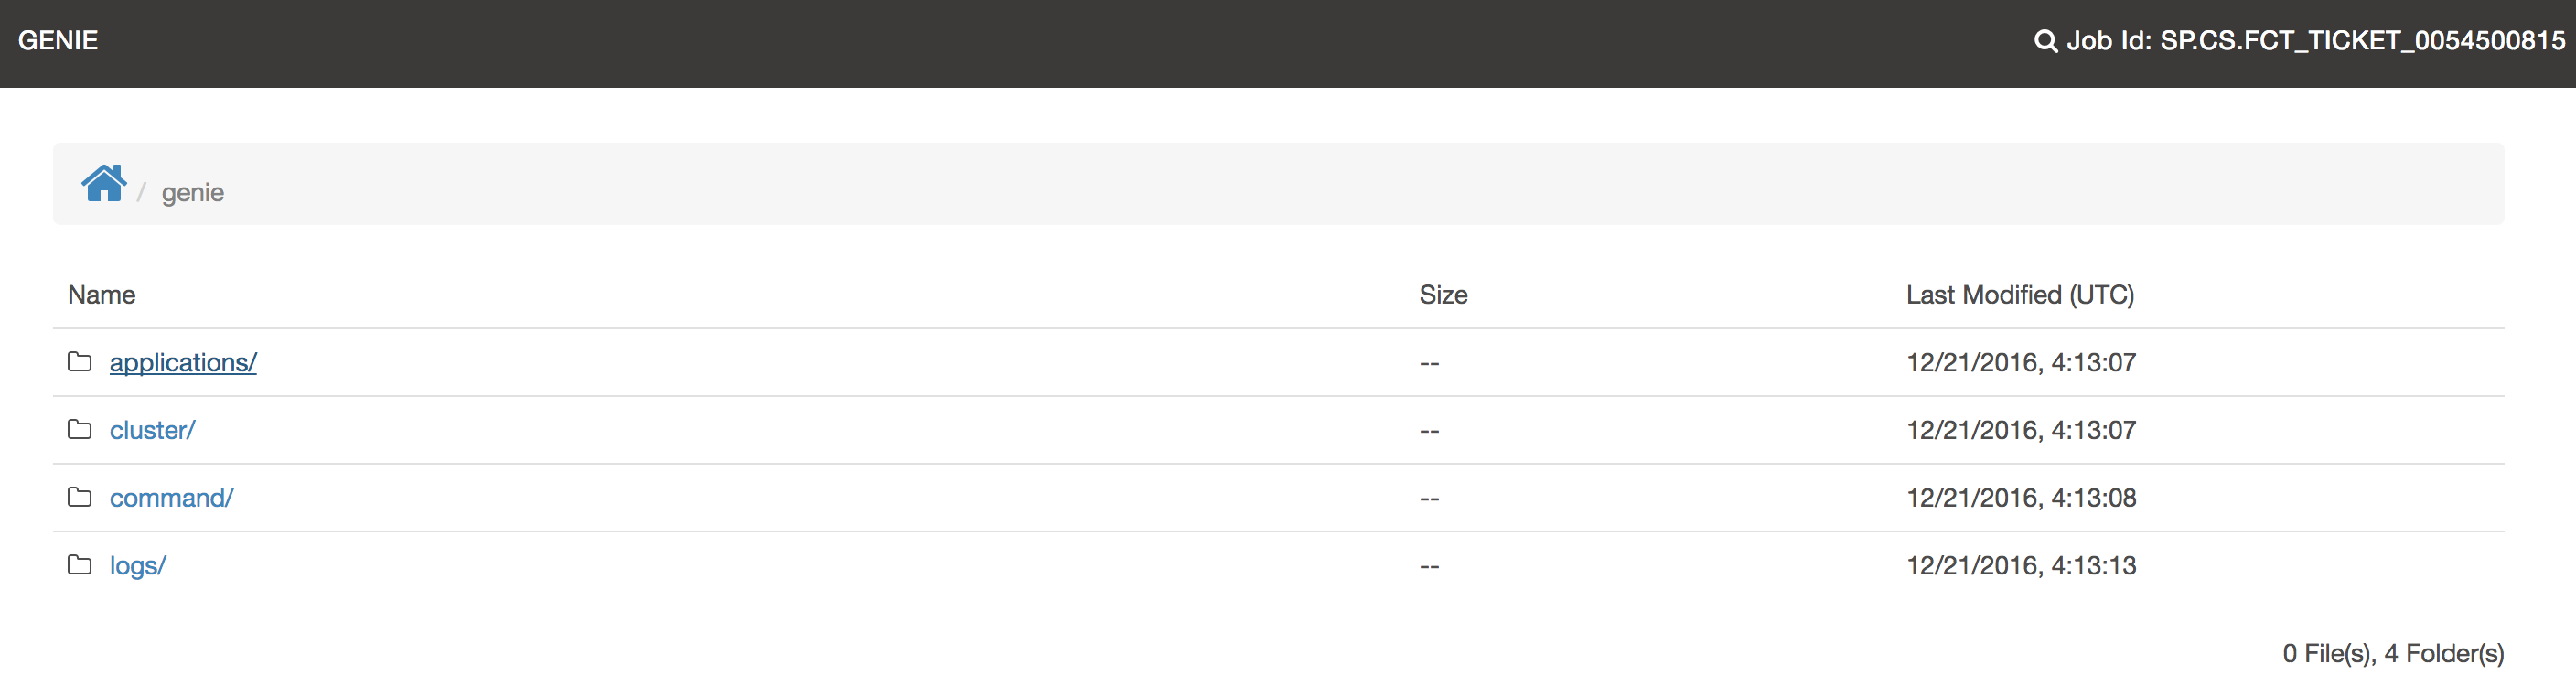 GENIE Job Id: SP.CS.FCT_TICKET_0054500815
/ genie
Name Size Last Modified (UTC)
applications/ -- 12/21/2016, 4:13:07
cluster/ -- 12/21/2016, 4:13:07
command/ -- 12/21/2016, 4:13:08
logs/ -- 12/21/2016, 4:13:13
0 File(s), 4 Folder(s)